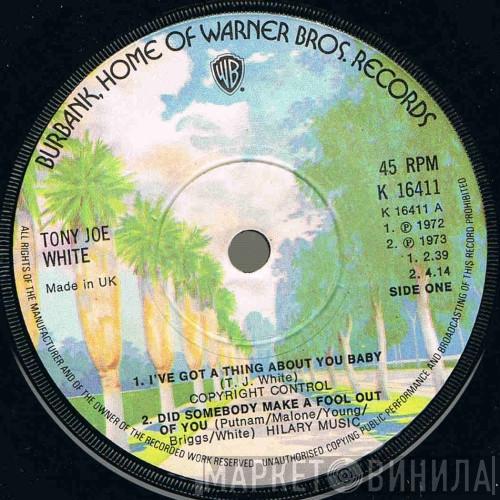 BURBANK, HOME OF WARNER BROS. RECORDS
WB
45 RPM
K 16411
K 16411 A
1. ℗ 1972
2. ℗ 1973
1. 2.39
2. 4.14
SIDE ONE
TONY JOE
WHITE
Made in UK
1. I'VE GOT A THING ABOUT YOU BABY
(T. J. White)
COPYRIGHT CONTROL
2. DID SOMEBODY MAKE A FOOL OUT
OF YOU (Putnam/Malone/Young/
Briggs/White) HILARY MUSIC
ALL RIGHTS OF THE MANUFACTURER AND OF THE OWNER OF THE RECORDED WORK RESERVED - UNAUTHORISED COPYING PUBLIC PERFORMANCE AND BROADCASTING OF THIS RECORD PROHIBITED
МАРКЕТ ВИНИЛА